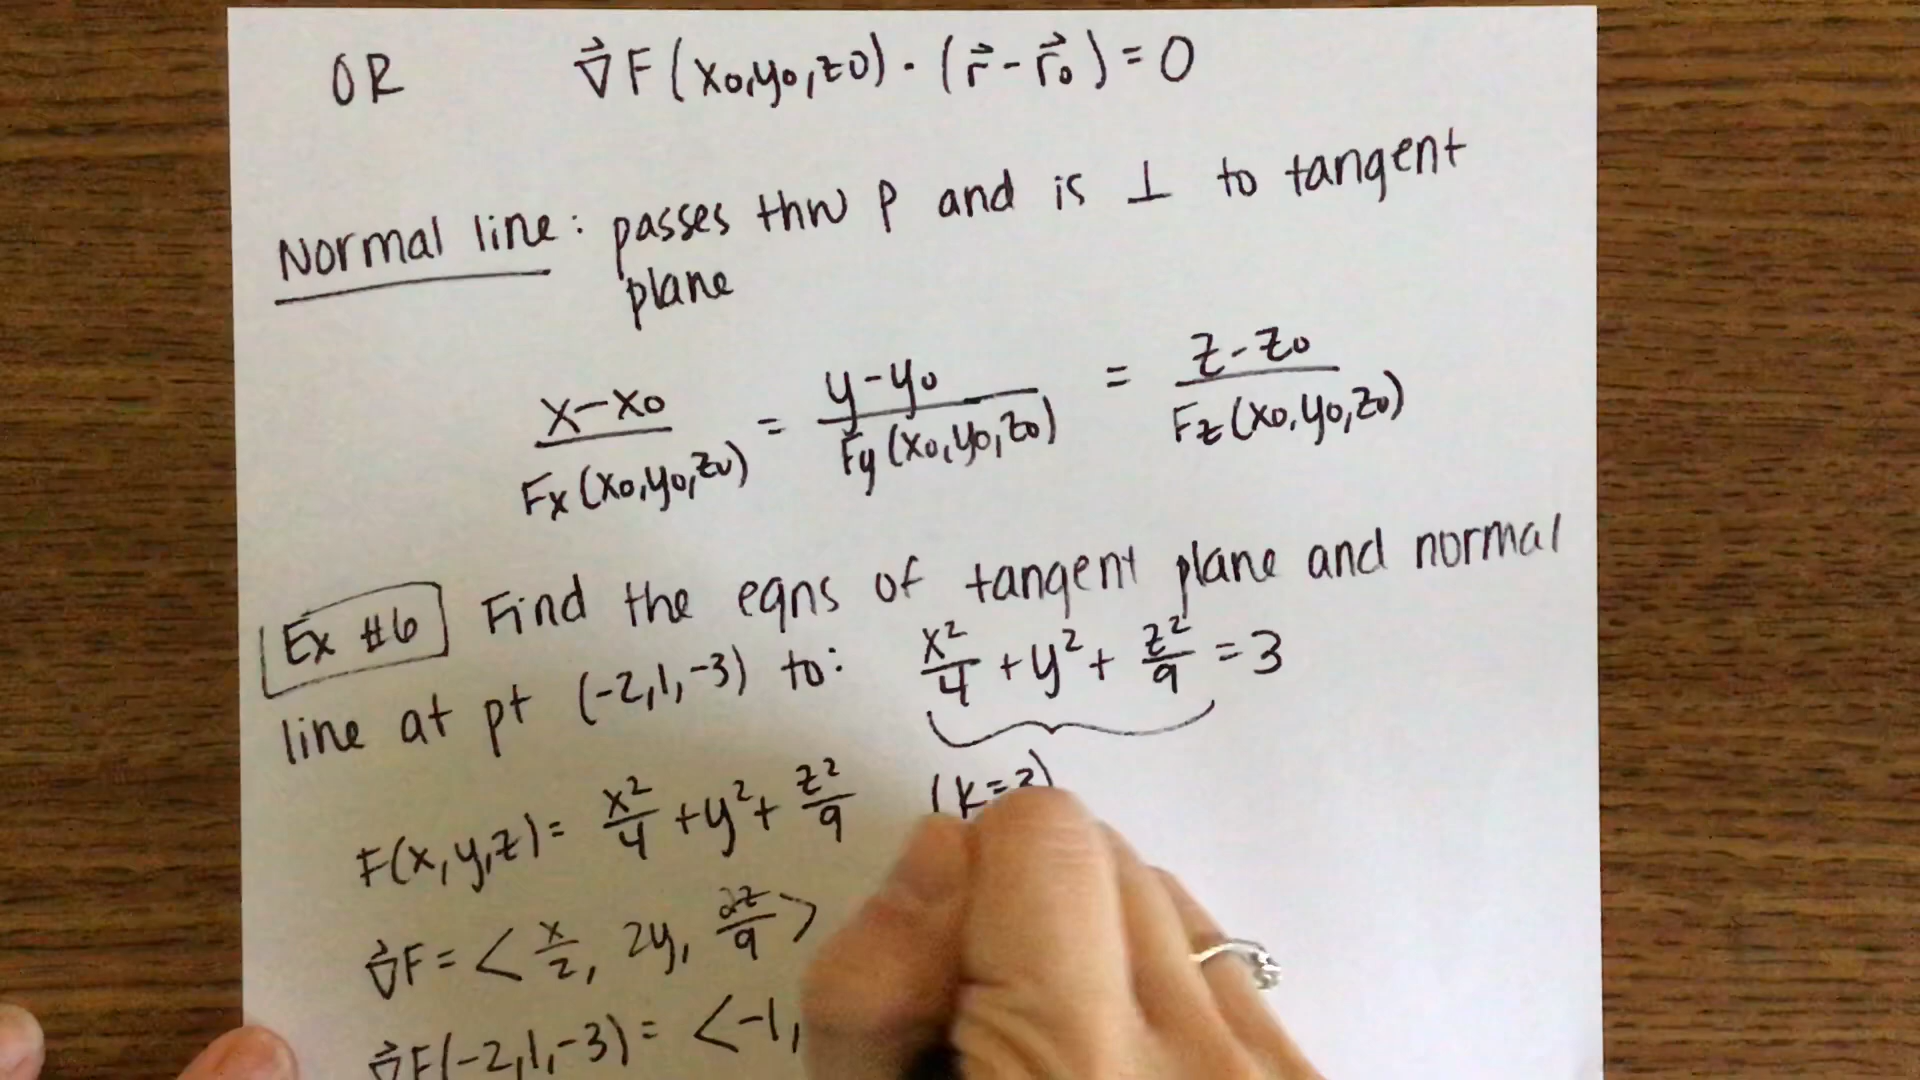 OR ∇⃗F(x0,y0,z0)·(r⃗-r⃗0)=0
Normal line: passes thru P and is ⊥ to tangent
plane
(x-x0)/(Fx(x0,y0,z0)) = (y-y0)/(Fy(x0,y0,z0)) = (z-z0)/(Fz(x0,y0,z0))
Ex #6 Find the eqns of tangent plane and normal
line at pt (-2,1,-3) to: x²/4 + y² + z²/9 = 3
F(x,y,z)= x²/4 + y² + z²/9 (k=3)
∇⃗F = <x/2, 2y, 2z/9>
∇⃗F(-2,1,-3) = <-1,